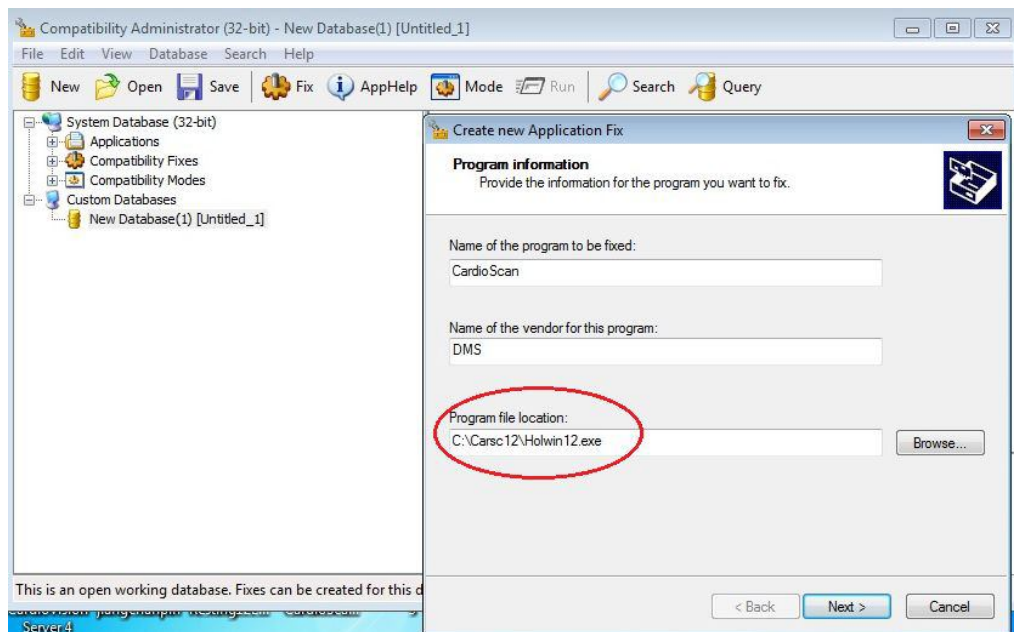 Compatibility Administrator (32-bit) - New Database(1) [Untitled_1]
File Edit View Database Search Help
New Open Save Fix AppHelp Mode Run Search Query
System Database (32-bit)
Applications
Compatibility Fixes
Compatibility Modes
Custom Databases
New Database(1) [Untitled_1]
Create new Application Fix
Program information
Provide the information for the program you want to fix.
Name of the program to be fixed:
CardioScan
Name of the vendor for this program:
DMS
Program file location:
C:\Carsc12\Holwin12.exe
Browse...
This is an open working database. Fixes can be created for this d
< Back Next > Cancel
Server 4